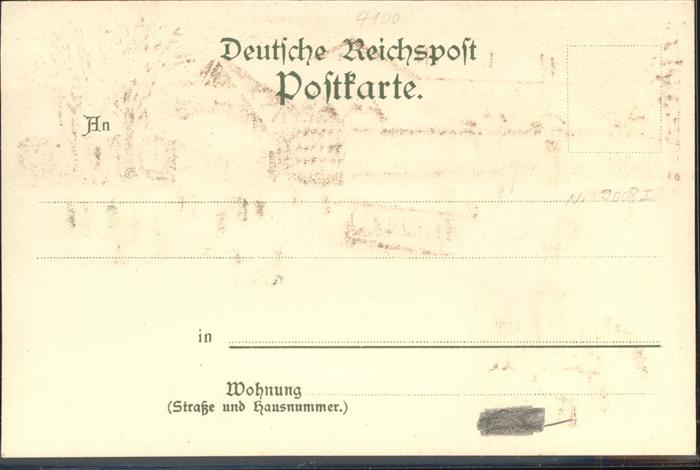 4100
Deutsche Reichspost
Postkarte.
An
in
Wohnung
(Straße und Hausnummer.)